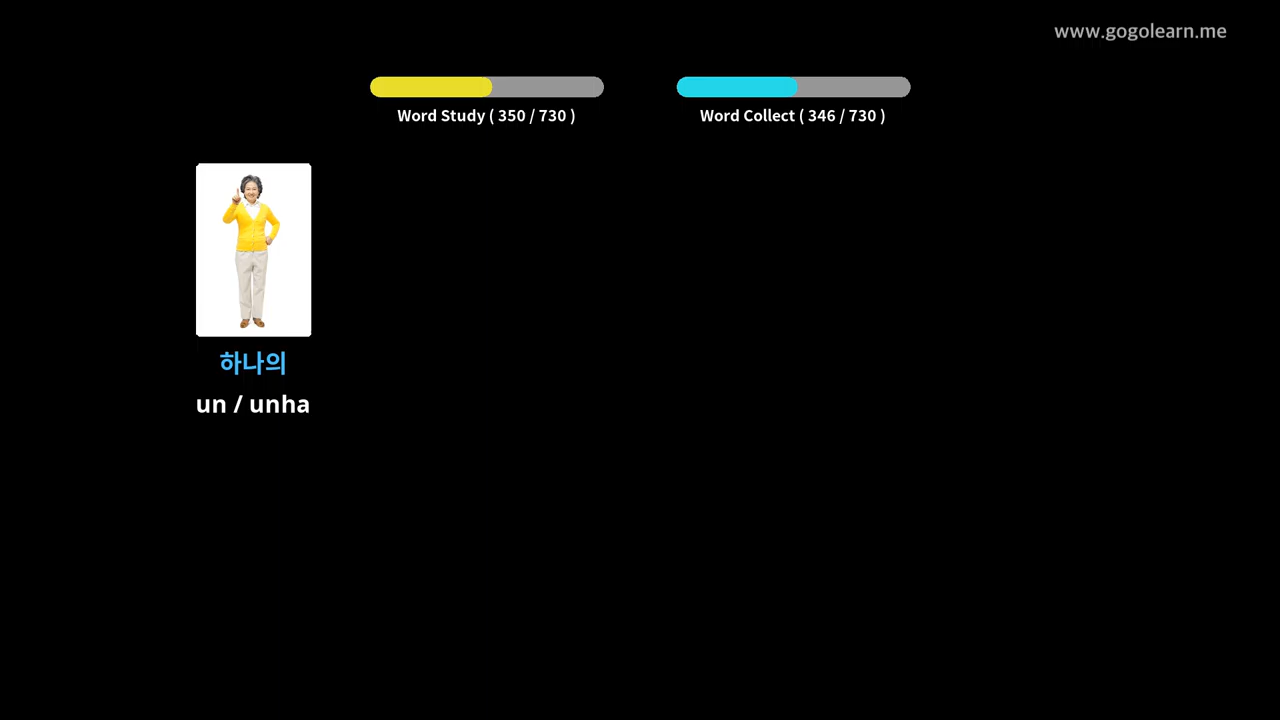 www.gogolearn.me
Word Study ( 350 / 730 )
Word Collect ( 346 / 730 )
하나의
un / unha